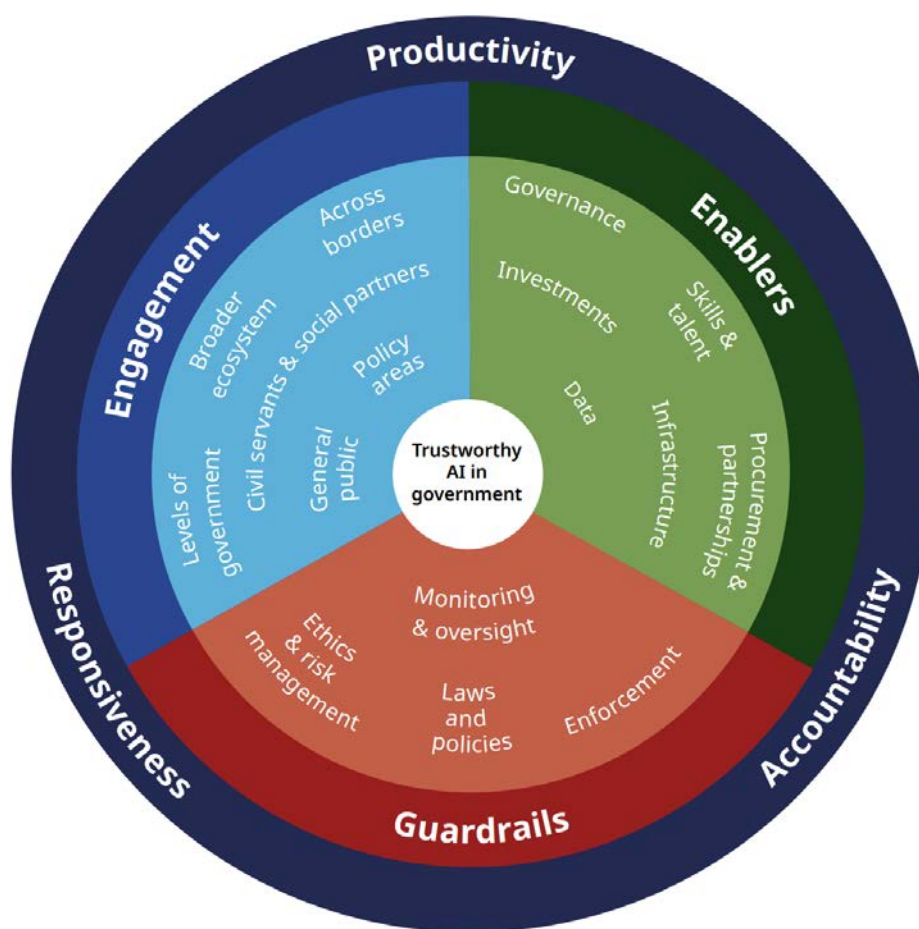 Productivity
Engagement
Across
borders
Broader
ecosystem
Civil servants & social partners
Policy
areas
General
public
Levels of
government
Enablers
Governance
Investments
Skills &
talent
Data
Infrastructure
Procurement &
partnerships
Trustworthy
AI in
government
Monitoring
& oversight
Ethics
& risk
management
Laws
and
policies
Enforcement
Guardrails
Responsiveness
Accountability